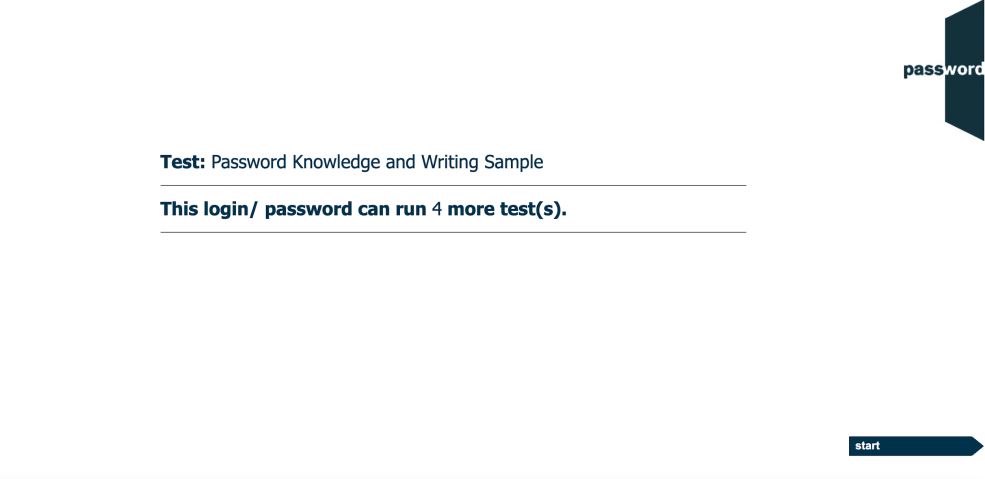 password
Test: Password Knowledge and Writing Sample
This login/ password can run 4 more test(s).
start